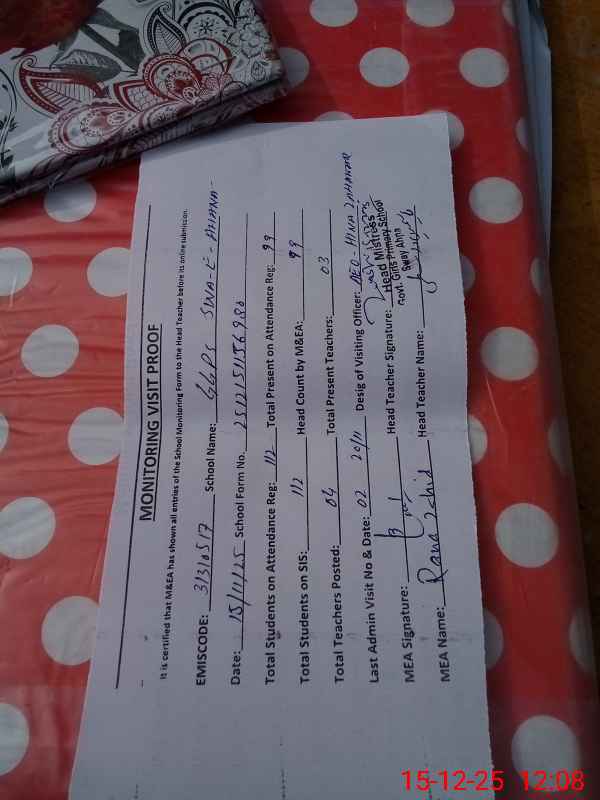 MONITORING VISIT PROOF
It is certified that M&EA has shown all entries of the School Monitoring Form to the Head Teacher before its online submisson.
EMISCODE: 31310517 School Name: GGPS
Date: 15/11/25 School Form No.
Total Students on Attendance Reg: 112 Total Present on Attendance Reg: 99
Total Students on SIS: 112 Head Count by M&EA: 99
Total Teachers Posted: 04 Total Present Teachers: 03
Last Admin Visit No & Date: 02 20/11 Desig of Visiting Officer:
MEA Signature: Head Teacher Signature:
Head Mistress
Govt. Girls Primary School
MEA Name: Rana Head Teacher Name:
15-12-25 12:08